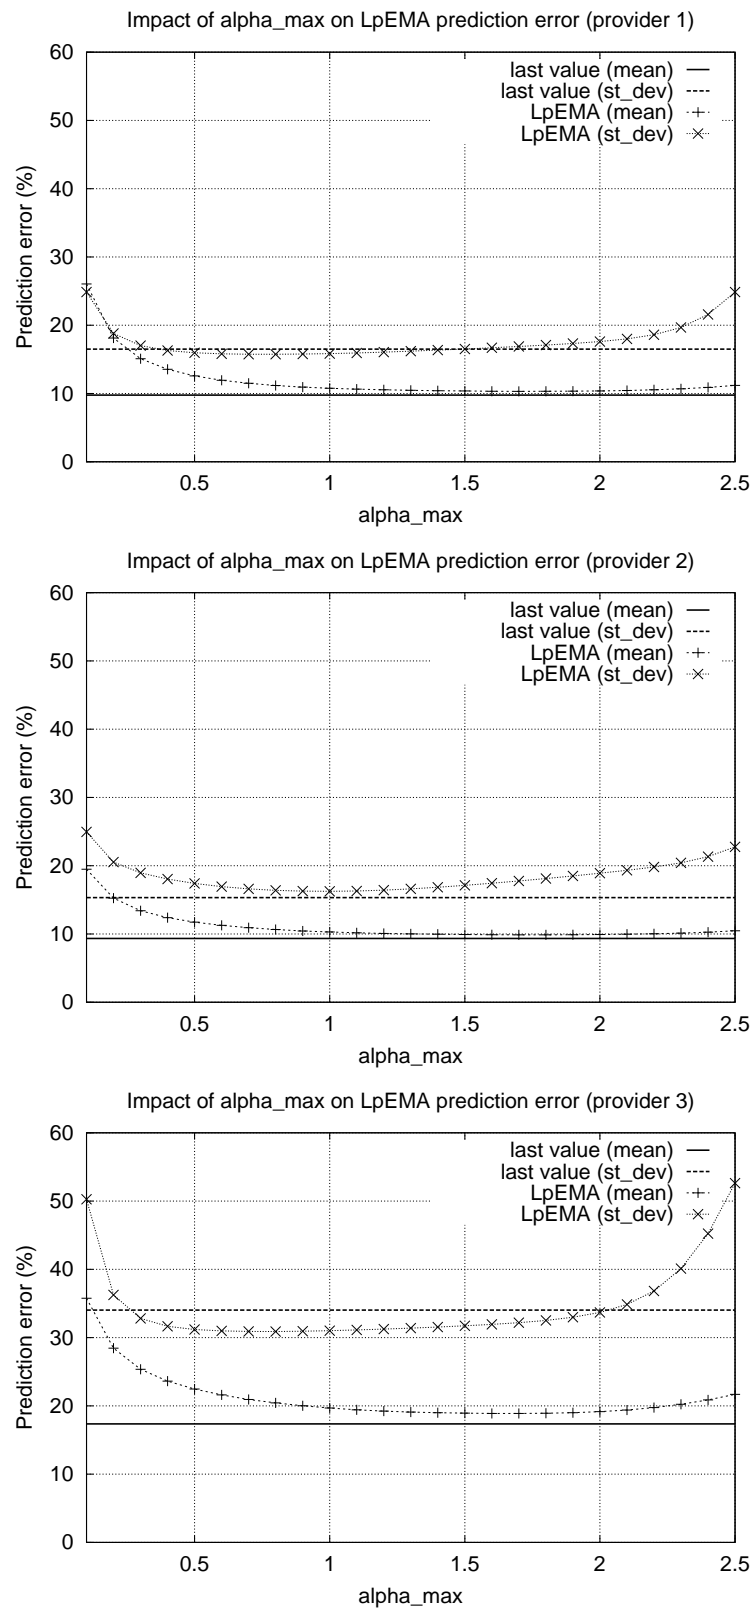 Impact of alpha_max on LpEMA prediction error (provider 1)
60
last value (mean)
last value (st_dev)
LpEMA (mean)
LpEMA (st_dev)
50
40
30
20
10
0
Prediction error (%)
0.5 1 1.5 2 2.5
alpha_max
Impact of alpha_max on LpEMA prediction error (provider 2)
60
last value (mean)
last value (st_dev)
LpEMA (mean)
LpEMA (st_dev)
50
40
30
20
10
0
Prediction error (%)
0.5 1 1.5 2 2.5
alpha_max
Impact of alpha_max on LpEMA prediction error (provider 3)
60
last value (mean)
last value (st_dev)
LpEMA (mean)
LpEMA (st_dev)
50
40
30
20
10
0
Prediction error (%)
0.5 1 1.5 2 2.5
alpha_max